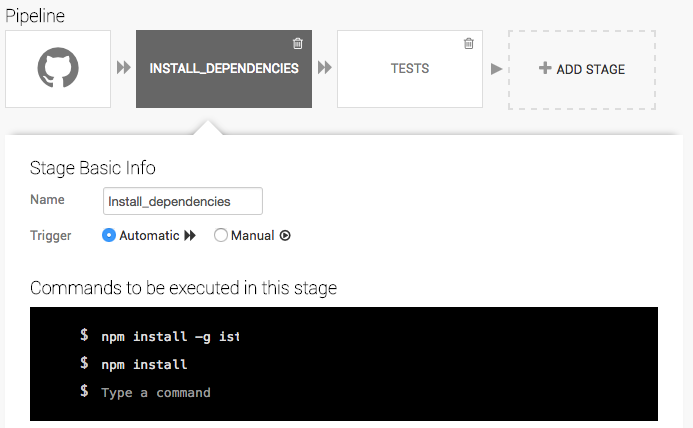 Pipeline
INSTALL_DEPENDENCIES
TESTS
+ ADD STAGE
Stage Basic Info
Name Install_dependencies
Trigger Automatic Manual
Commands to be executed in this stage
$ npm install -g ist
$ npm install
$ Type a command